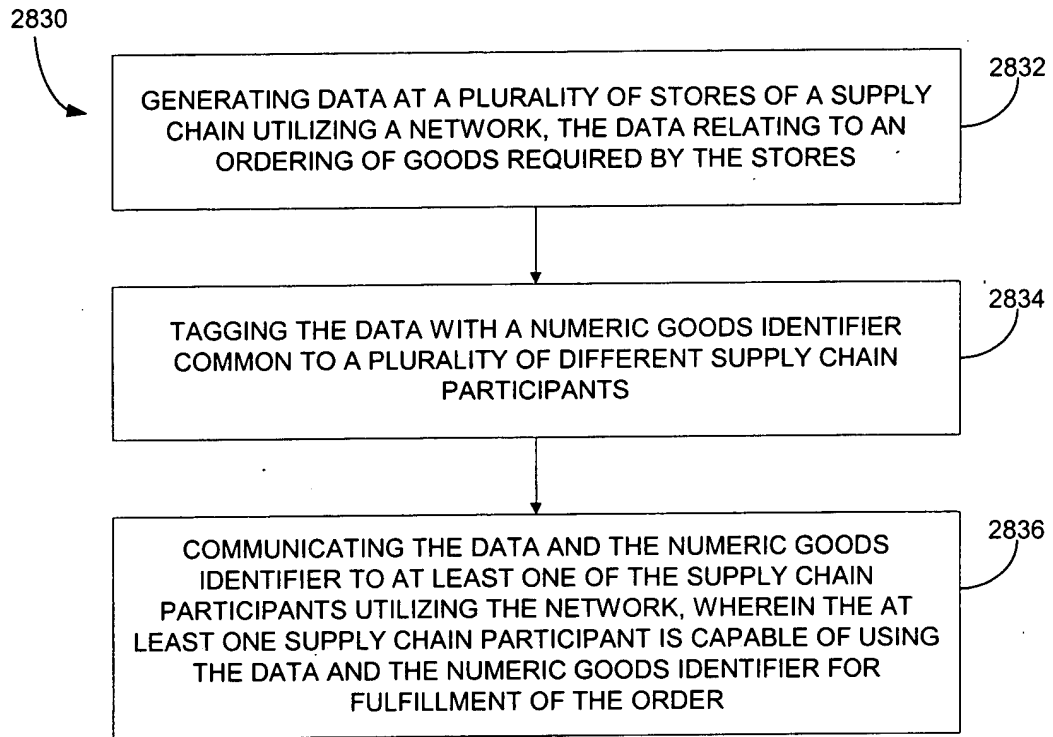 2830
2832
GENERATING DATA AT A PLURALITY OF STORES OF A SUPPLY
CHAIN UTILIZING A NETWORK, THE DATA RELATING TO AN
ORDERING OF GOODS REQUIRED BY THE STORES
2834
TAGGING THE DATA WITH A NUMERIC GOODS IDENTIFIER
COMMON TO A PLURALITY OF DIFFERENT SUPPLY CHAIN
PARTICIPANTS
2836
COMMUNICATING THE DATA AND THE NUMERIC GOODS
IDENTIFIER TO AT LEAST ONE OF THE SUPPLY CHAIN
PARTICIPANTS UTILIZING THE NETWORK, WHEREIN THE AT
LEAST ONE SUPPLY CHAIN PARTICIPANT IS CAPABLE OF USING
THE DATA AND THE NUMERIC GOODS IDENTIFIER FOR
FULFILLMENT OF THE ORDER